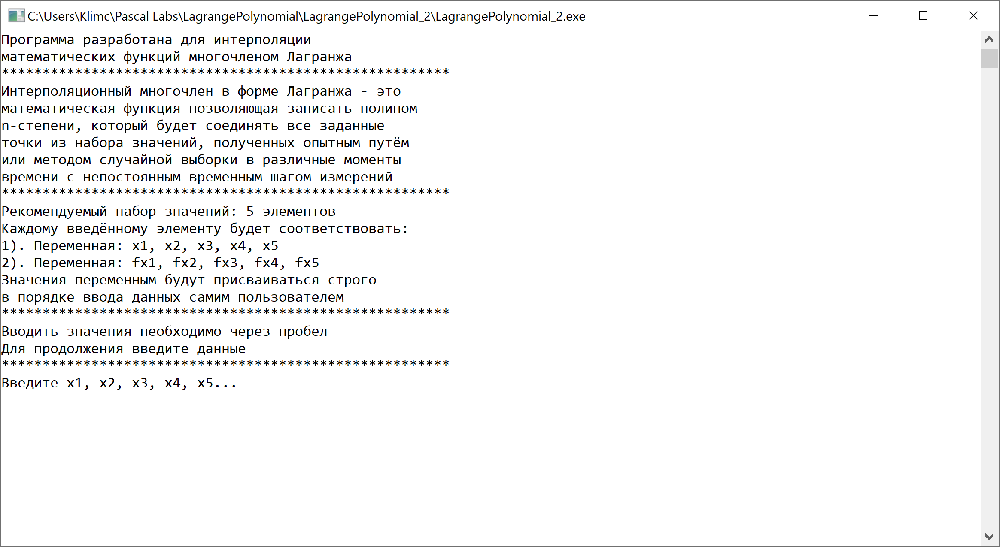 C:\Users\Klimc\Pascal Labs\LagrangePolynomial\LagrangePolynomial_2\LagrangePolynomial_2.exe
Программа разработана для интерполяции
математических функций многочленом Лагранжа
*******************************************************
Интерполяционный многочлен в форме Лагранжа - это
математическая функция позволяющая записать полином
n-степени, который будет соединять все заданные
точки из набора значений, полученных опытным путём
или методом случайной выборки в различные моменты
времени с непостоянным временным шагом измерений
*******************************************************
Рекомендуемый набор значений: 5 элементов
Каждому введённому элементу будет соответствовать:
1). Переменная: x1, x2, x3, x4, x5
2). Переменная: fx1, fx2, fx3, fx4, fx5
Значения переменным будут присваиваться строго
в порядке ввода данных самим пользователем
*******************************************************
Вводить значения необходимо через пробел
Для продолжения введите данные
*******************************************************
Введите x1, x2, x3, x4, x5...